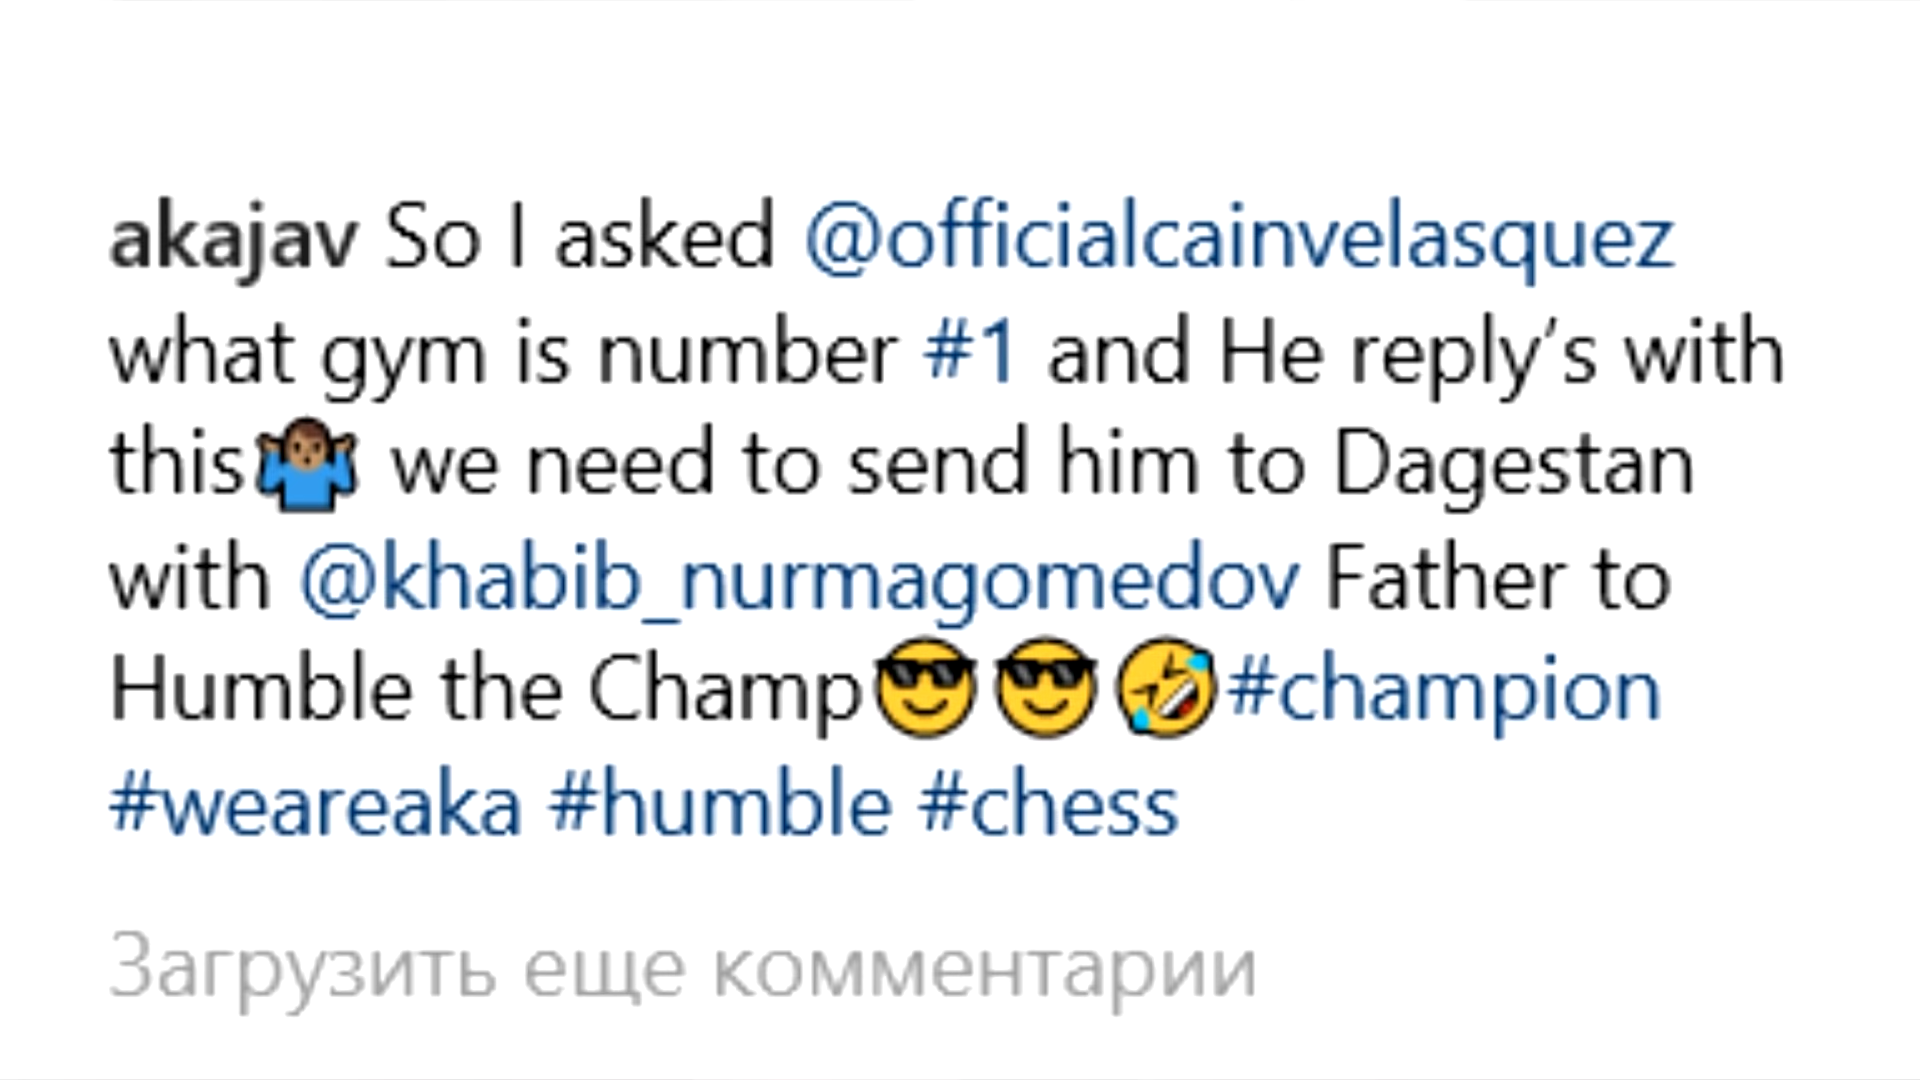 akajav So I asked @officialcainvelasquez
what gym is number #1 and He reply's with
this🤷🏽‍♂️ we need to send him to Dagestan
with @khabib_nurmagomedov Father to
Humble the Champ😎😎🤣#champion
#weareaka #humble #chess
Загрузить еще комментарии